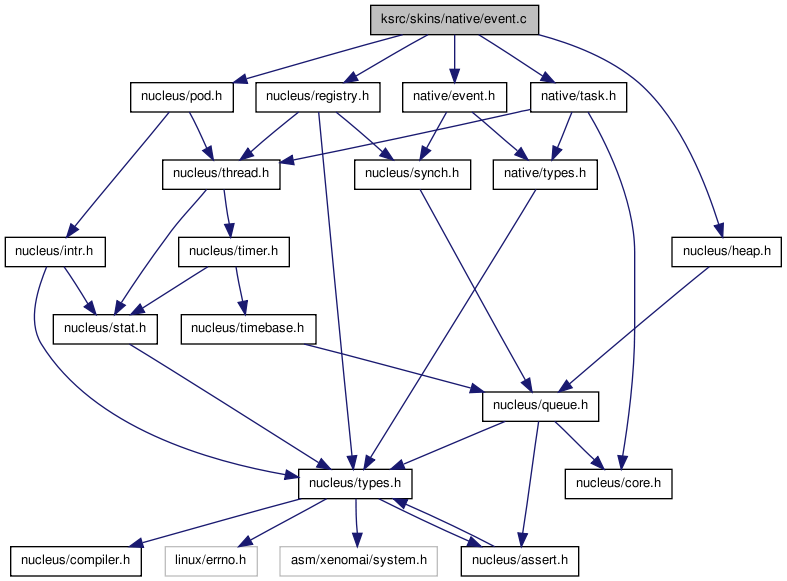 ksrc/skins/native/event.c
nucleus/pod.h
nucleus/registry.h
native/event.h
native/task.h
nucleus/thread.h
nucleus/synch.h
native/types.h
nucleus/intr.h
nucleus/timer.h
nucleus/heap.h
nucleus/stat.h
nucleus/timebase.h
nucleus/queue.h
nucleus/types.h
nucleus/core.h
nucleus/compiler.h
linux/errno.h
asm/xenomai/system.h
nucleus/assert.h